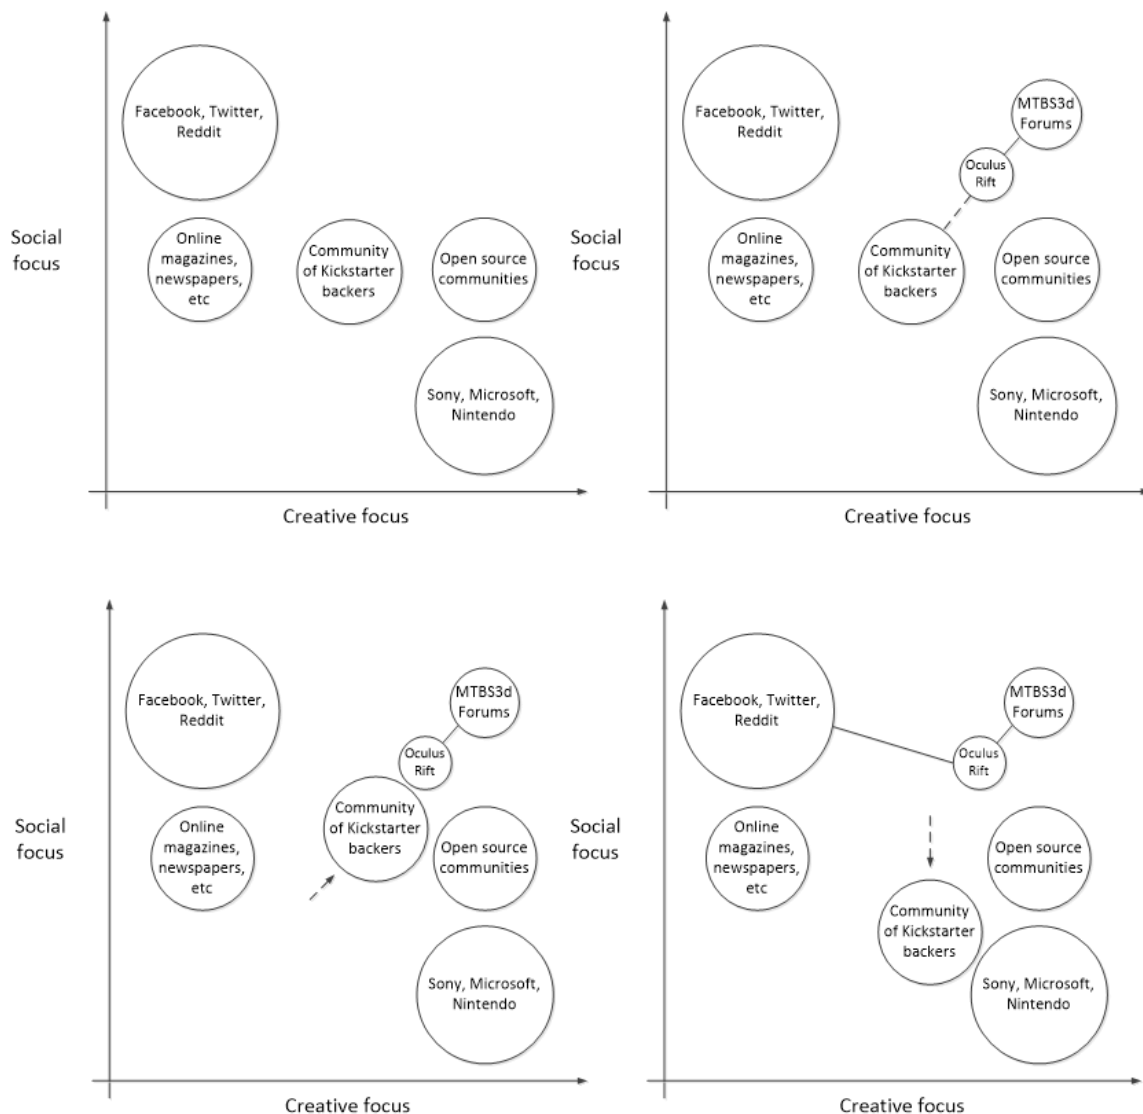 Facebook, Twitter,
Reddit
Social
focus
Online
magazines,
newspapers,
etc
Community
of Kickstarter
backers
Open source
communities
Sony, Microsoft,
Nintendo
Creative focus
Facebook, Twitter,
Reddit
MTBS3d
Forums
Oculus
Rift
Social
focus
Online
magazines,
newspapers,
etc
Community
of Kickstarter
backers
Open source
communities
Sony, Microsoft,
Nintendo
Creative focus
Facebook, Twitter,
Reddit
MTBS3d
Forums
Oculus
Rift
Social
focus
Online
magazines,
newspapers,
etc
Community
of Kickstarter
backers
Open source
communities
Sony, Microsoft,
Nintendo
Creative focus
Facebook, Twitter,
Reddit
MTBS3d
Forums
Oculus
Rift
Social
focus
Online
magazines,
newspapers,
etc
Open source
communities
Community
of Kickstarter
backers
Sony, Microsoft,
Nintendo
Creative focus